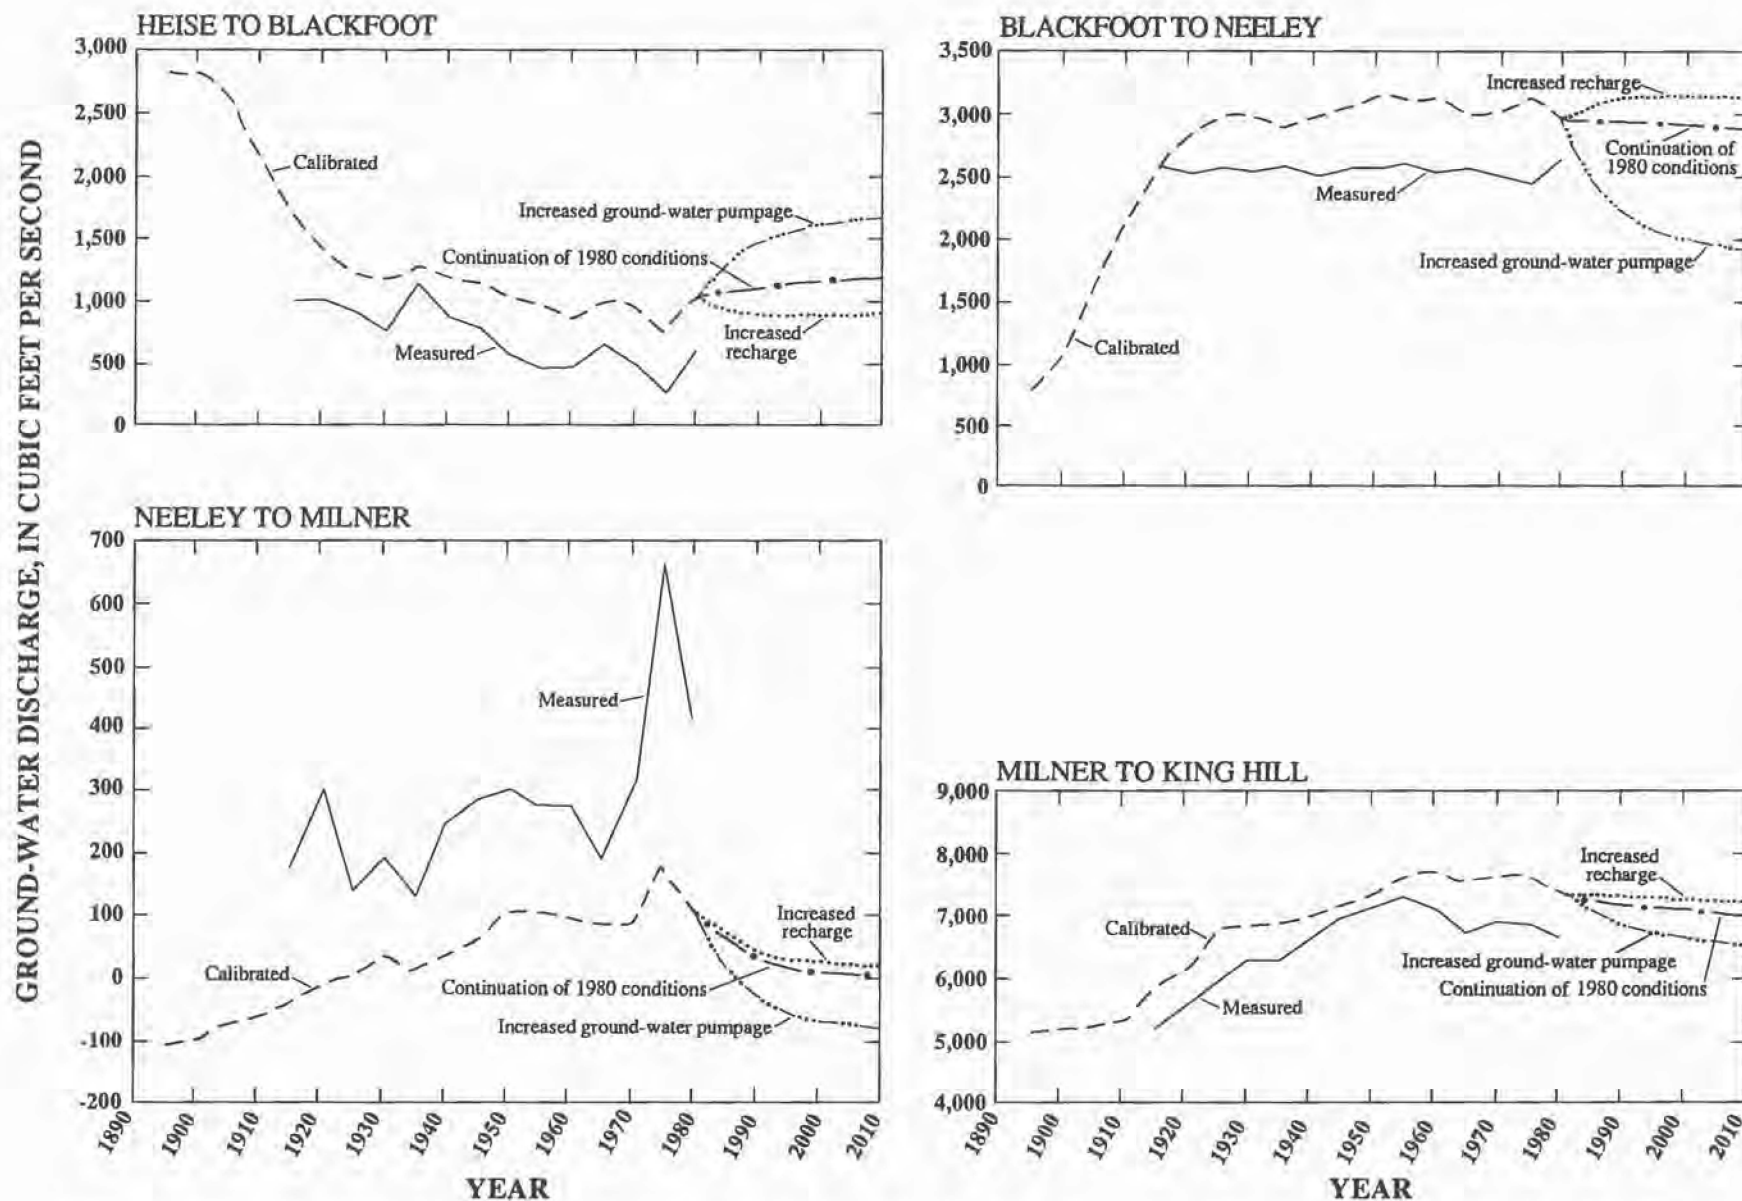 GROUND-WATER DISCHARGE, IN CUBIC FEET PER SECOND
HEISE TO BLACKFOOT
3,000
2,500
2,000
1,500
1,000
500
0
Calibrated
Increased ground-water pumpage
Continuation of 1980 conditions
Measured
Increased
recharge
BLACKFOOT TO NEELEY
3,500
3,000
2,500
2,000
1,500
1,000
500
0
Increased recharge
Continuation of
1980 conditions
Measured
Increased ground-water pumpage
Calibrated
NEELEY TO MILNER
700
600
500
400
300
200
100
0
-100
-200
Measured
Increased
recharge
Calibrated
Continuation of 1980 conditions
Increased ground-water pumpage
1890
1900
1910
1920
1930
1940
1950
1960
1970
1980
1990
2000
2010
YEAR
MILNER TO KING HILL
9,000
8,000
7,000
6,000
5,000
4,000
Increased
recharge
Calibrated
Increased ground-water pumpage
Continuation of 1980 conditions
Measured
1890
1900
1910
1920
1930
1940
1950
1960
1970
1980
1990
2000
2010
YEAR